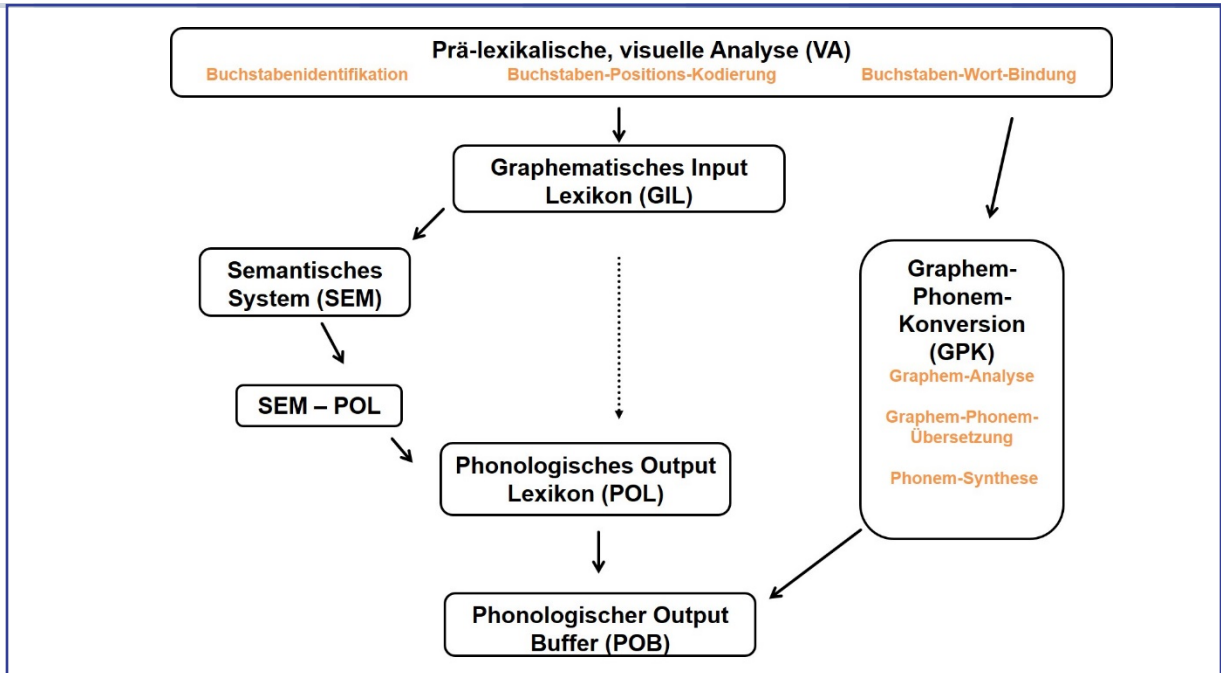 Prä-lexikalische, visuelle Analyse (VA)
Buchstabenidentifikation Buchstaben-Positions-Kodierung Buchstaben-Wort-Bindung
Graphematisches Input
Lexikon (GIL)
Semantisches
System (SEM)
SEM – POL
Phonologisches Output
Lexikon (POL)
Phonologischer Output
Buffer (POB)
Graphem-
Phonem-
Konversion
(GPK)
Graphem-Analyse
Graphem-Phonem-
Übersetzung
Phonem-Synthese